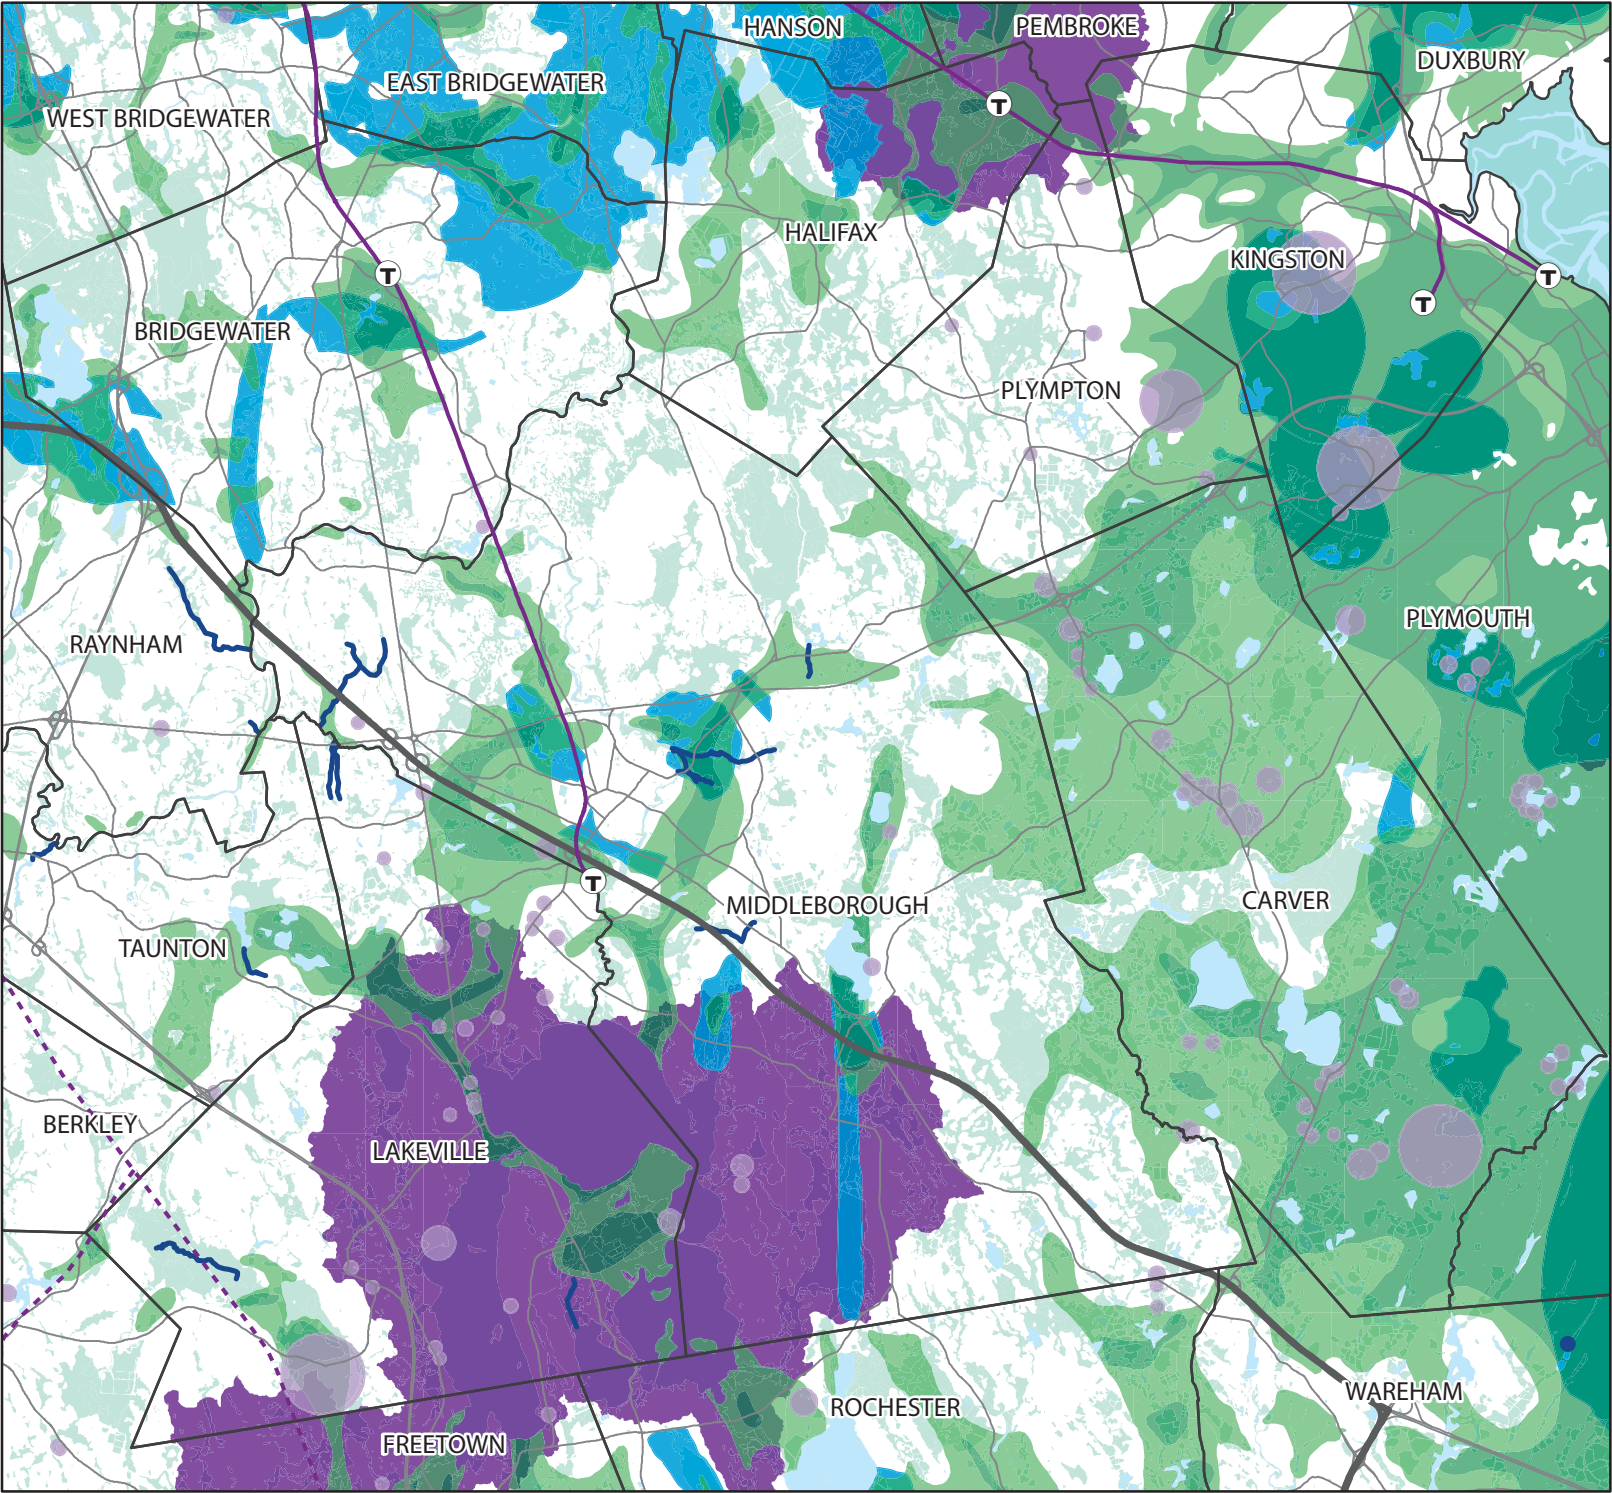 HANSON
PEMBROKE
DUXBURY
EAST BRIDGEWATER
WEST BRIDGEWATER
T
HALIFAX
KINGSTON
T
T
T
BRIDGEWATER
PLYMPTON
PLYMOUTH
RAYNHAM
T
MIDDLEBOROUGH
CARVER
TAUNTON
BERKLEY
LAKEVILLE
WAREHAM
ROCHESTER
FREETOWN